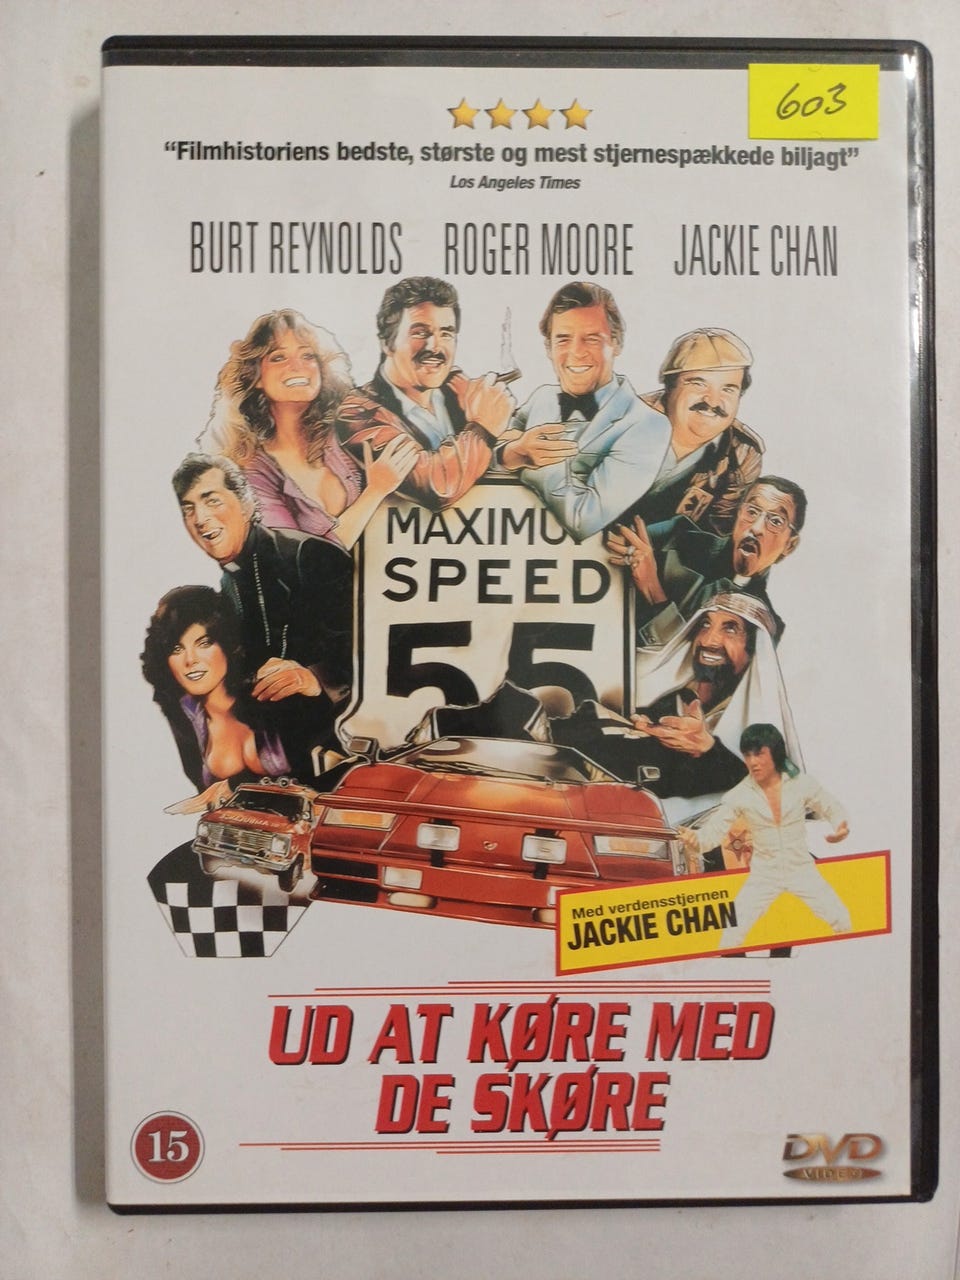 603
"Filmhistoriens bedste, største og mest stjernespækkede biljagt"
Los Angeles Times
BURT REYNOLDS ROGER MOORE JACKIE CHAN
MAXIMU
SPEED
55
Med verdensstjernen
JACKIE CHAN
UD AT KØRE MED
DE SKØRE
15
DVD
VIDEO